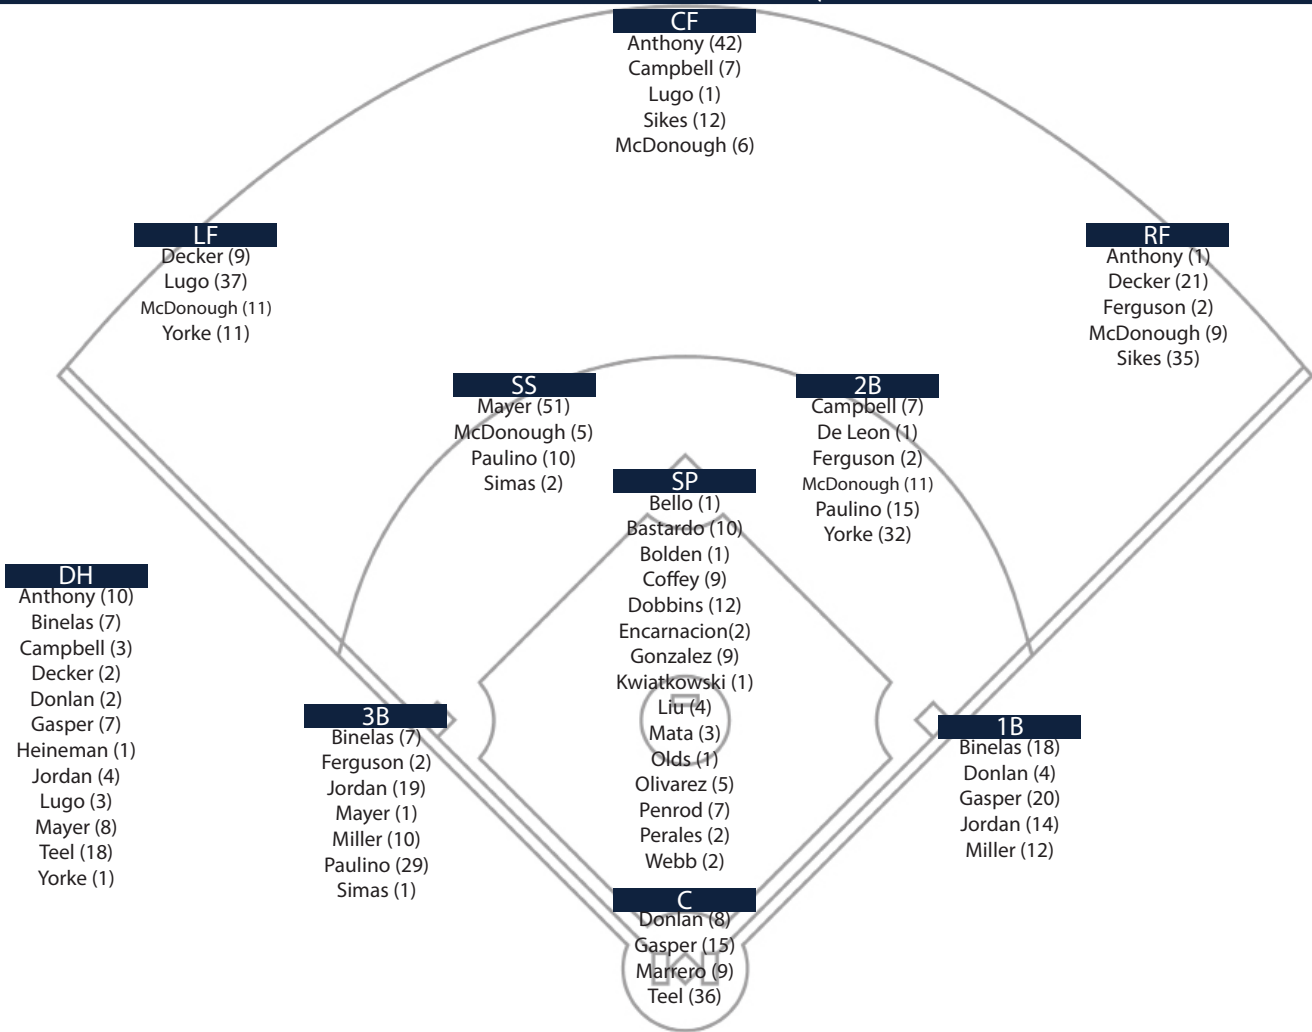 CF
Anthony (42)
Campbell (7)
Lugo (1)
Sikes (12)
McDonough (6)
LF
Decker (9)
Lugo (37)
McDonough (11)
Yorke (11)
RF
Anthony (1)
Decker (21)
Ferguson (2)
McDonough (9)
Sikes (35)
SS
Mayer (51)
McDonough (5)
Paulino (10)
Simas (2)
2B
Campbell (7)
De Leon (1)
Ferguson (2)
McDonough (11)
Paulino (15)
Yorke (32)
SP
Bello (1)
Bastardo (10)
Bolden (1)
Coffey (9)
Dobbins (12)
Encarnacion(2)
Gonzalez (9)
Kwiatkowski (1)
Liu (4)
Mata (3)
Olds (1)
Olivarez (5)
Penrod (7)
Perales (2)
Webb (2)
DH
Anthony (10)
Binelas (7)
Campbell (3)
Decker (2)
Donlan (2)
Gasper (7)
Heineman (1)
Jordan (4)
Lugo (3)
Mayer (8)
Teel (18)
Yorke (1)
3B
Binelas (7)
Ferguson (2)
Jordan (19)
Mayer (1)
Miller (10)
Paulino (29)
Simas (1)
1B
Binelas (18)
Donlan (4)
Gasper (20)
Jordan (14)
Miller (12)
C
Donlan (8)
Gasper (15)
Marrero (9)
Teel (36)